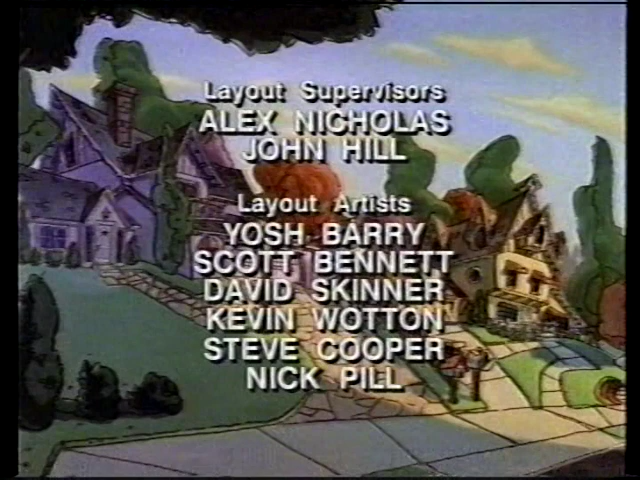 Layout Supervisors
ALEX NICHOLAS
JOHN HILL
Layout Artists
YOSH BARRY
SCOTT BENNETT
DAVID SKINNER
KEVIN WOTTON
STEVE COOPER
NICK PILL